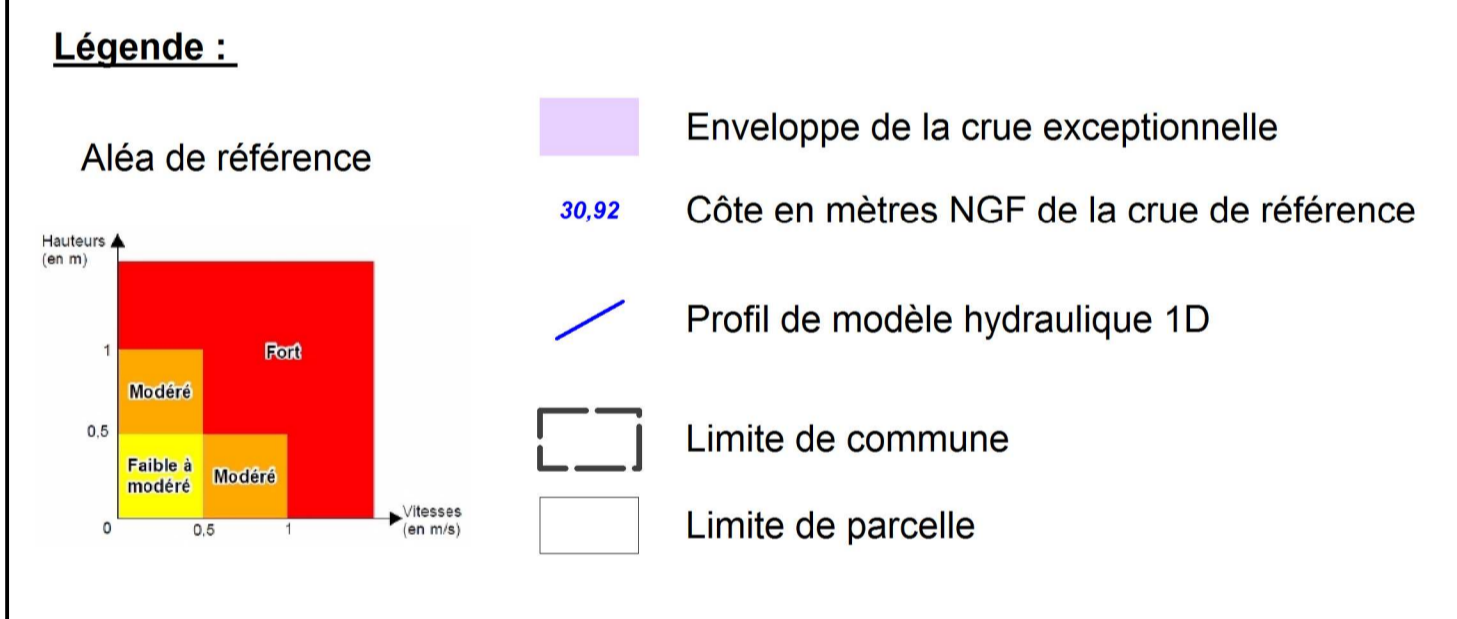 Légende :
Aléa de référence
Hauteurs
(en m)
1
Fort
Modéré
0,5
Faible à
modéré
Modéré
0
0,5
1
Vitesses
(en m/s)
Enveloppe de la crue exceptionnelle
30,92
Côte en mètres NGF de la crue de référence
Profil de modèle hydraulique 1D
Limite de commune
Limite de parcelle